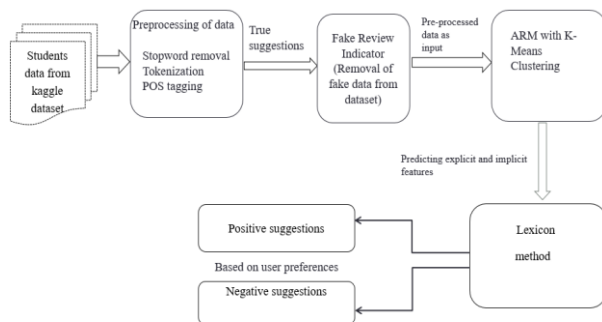 Students
data from
kaggle
dataset
Preprocessing of data
Stopword removal
Tokenization
POS tagging
True
suggestions
Fake Review
Indicator
(Removal of
fake data from
dataset)
Pre-processed
data as
input
ARM with K-
Means
Clustering
Predicting explicit and implicit
features
Lexicon
method
Positive suggestions
Based on user preferences
Negative suggestions